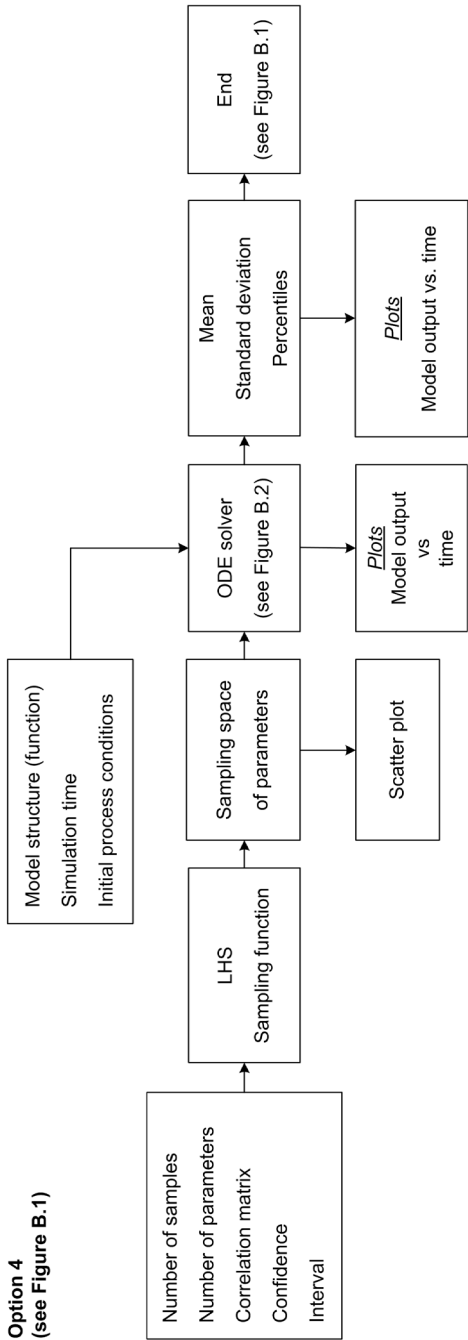 Option 4
(see Figure B.1)
Number of samples
Number of parameters
Correlation matrix
Confidence
Interval
LHS
Sampling function
Model structure (function)
Simulation time
Initial process conditions
Sampling space
of parameters
Scatter plot
ODE solver
(see Figure B.2)
Plots
Model output
vs
time
Mean
Standard deviation
Percentiles
Plots
Model output vs. time
End
(see Figure B.1)